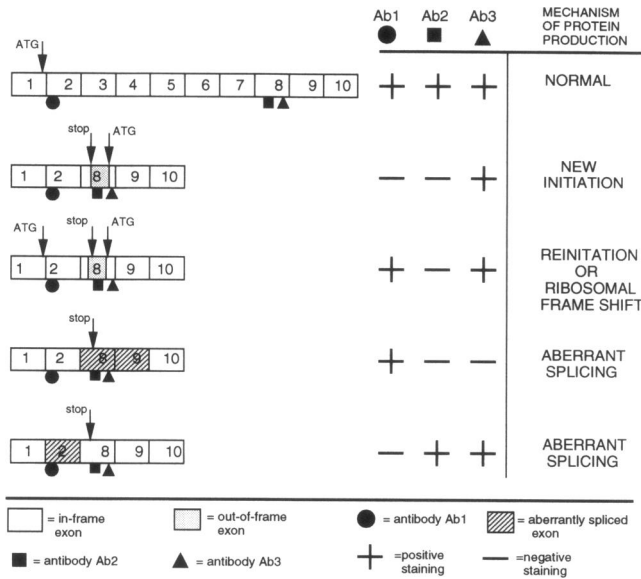 Ab1 Ab2 Ab3 MECHANISM
OF PROTEIN
PRODUCTION
ATG
1 2 3 4 5 6 7 8 9 10
NORMAL
stop ATG
1 2 8 9 10
NEW
INITIATION
ATG stop ATG
1 2 8 9 10
REINITATION
OR
RIBOSOMAL
FRAME SHIFT
stop
1 2 8 9 10
ABERRANT
SPLICING
stop
1 2 8 9 10
ABERRANT
SPLICING
= in-frame
exon
= out-of-frame
exon
= antibody Ab1
= aberrantly spliced
exon
= antibody Ab2
= antibody Ab3
=positive
staining
=negative
staining